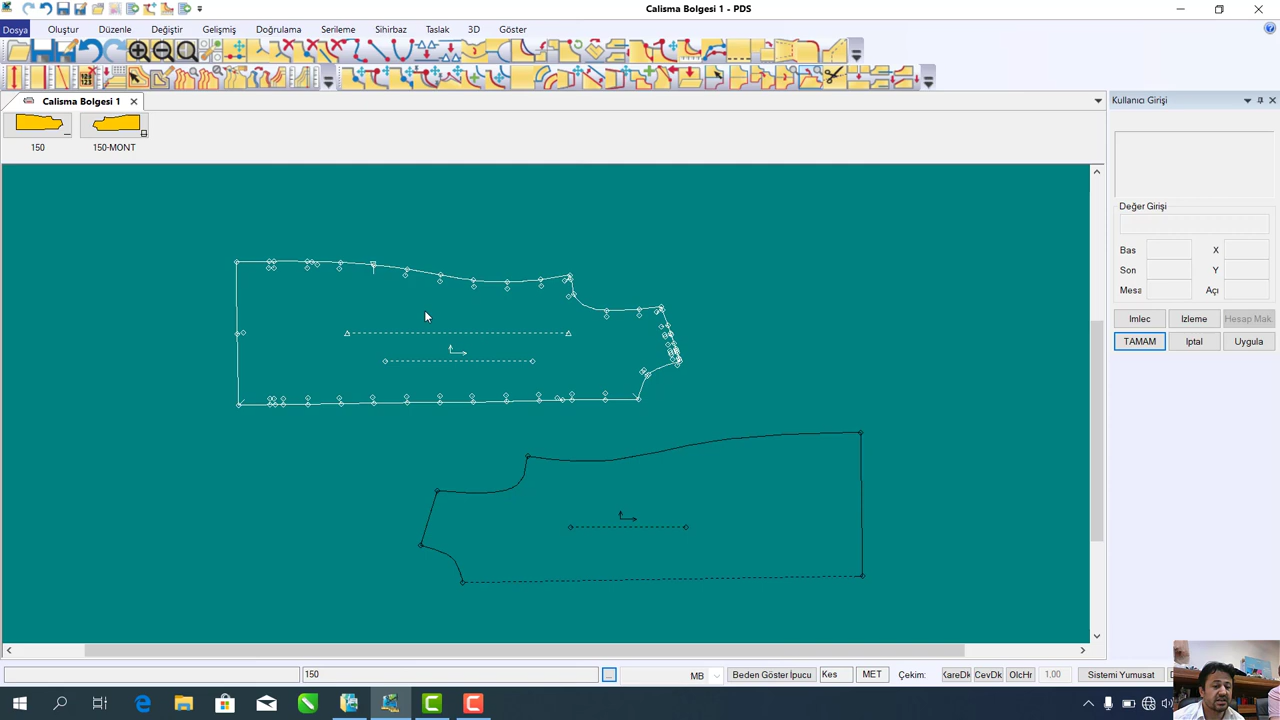 Calisma Bolgesi 1 - PDS
Dosya Oluştur Düzenle Değiştir Gelişmiş Doğrulama Serileme Sihirbaz Taslak 3D Göster
Calisma Bolgesi 1
Kullanıcı Girişi
150 150-MONT
Değer Girişi
Bas X
Son Y
Mesa Açı
Imlec Izleme Hesap Mak
TAMAM Iptal Uygula
150 MB Beden Göster İpucu Kes MET Çekim: KareDk CevDk OlcHr 1,00 Sistemi Yumusat